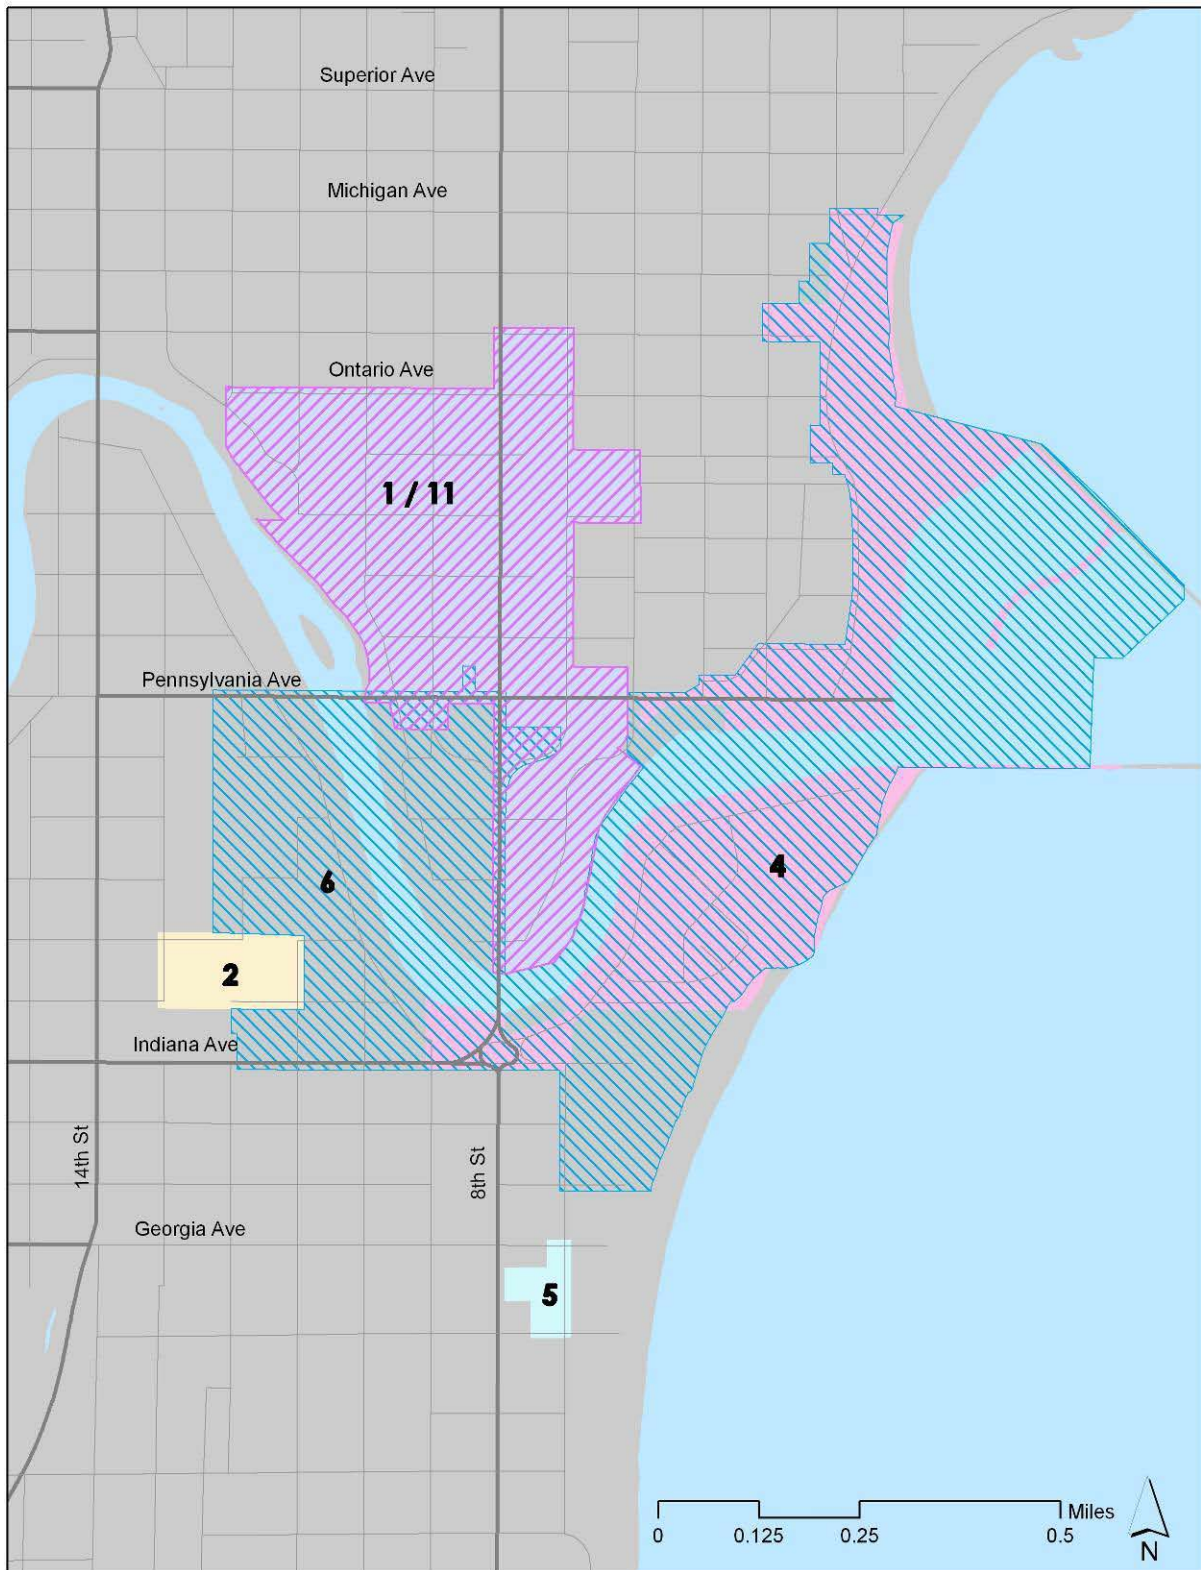 Superior Ave
Michigan Ave
Ontario Ave
1 / 11
Pennsylvania Ave
6
4
2
Indiana Ave
14th St
8th St
Georgia Ave
5
Miles
0 0.125 0.25 0.5
N